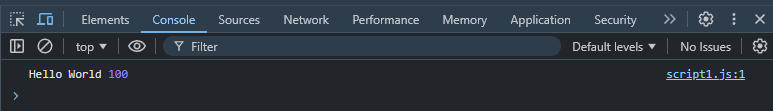 Elements Console Sources Network Performance Memory Application Security
top Filter Default levels No Issues
Hello World 100 script1.js:1